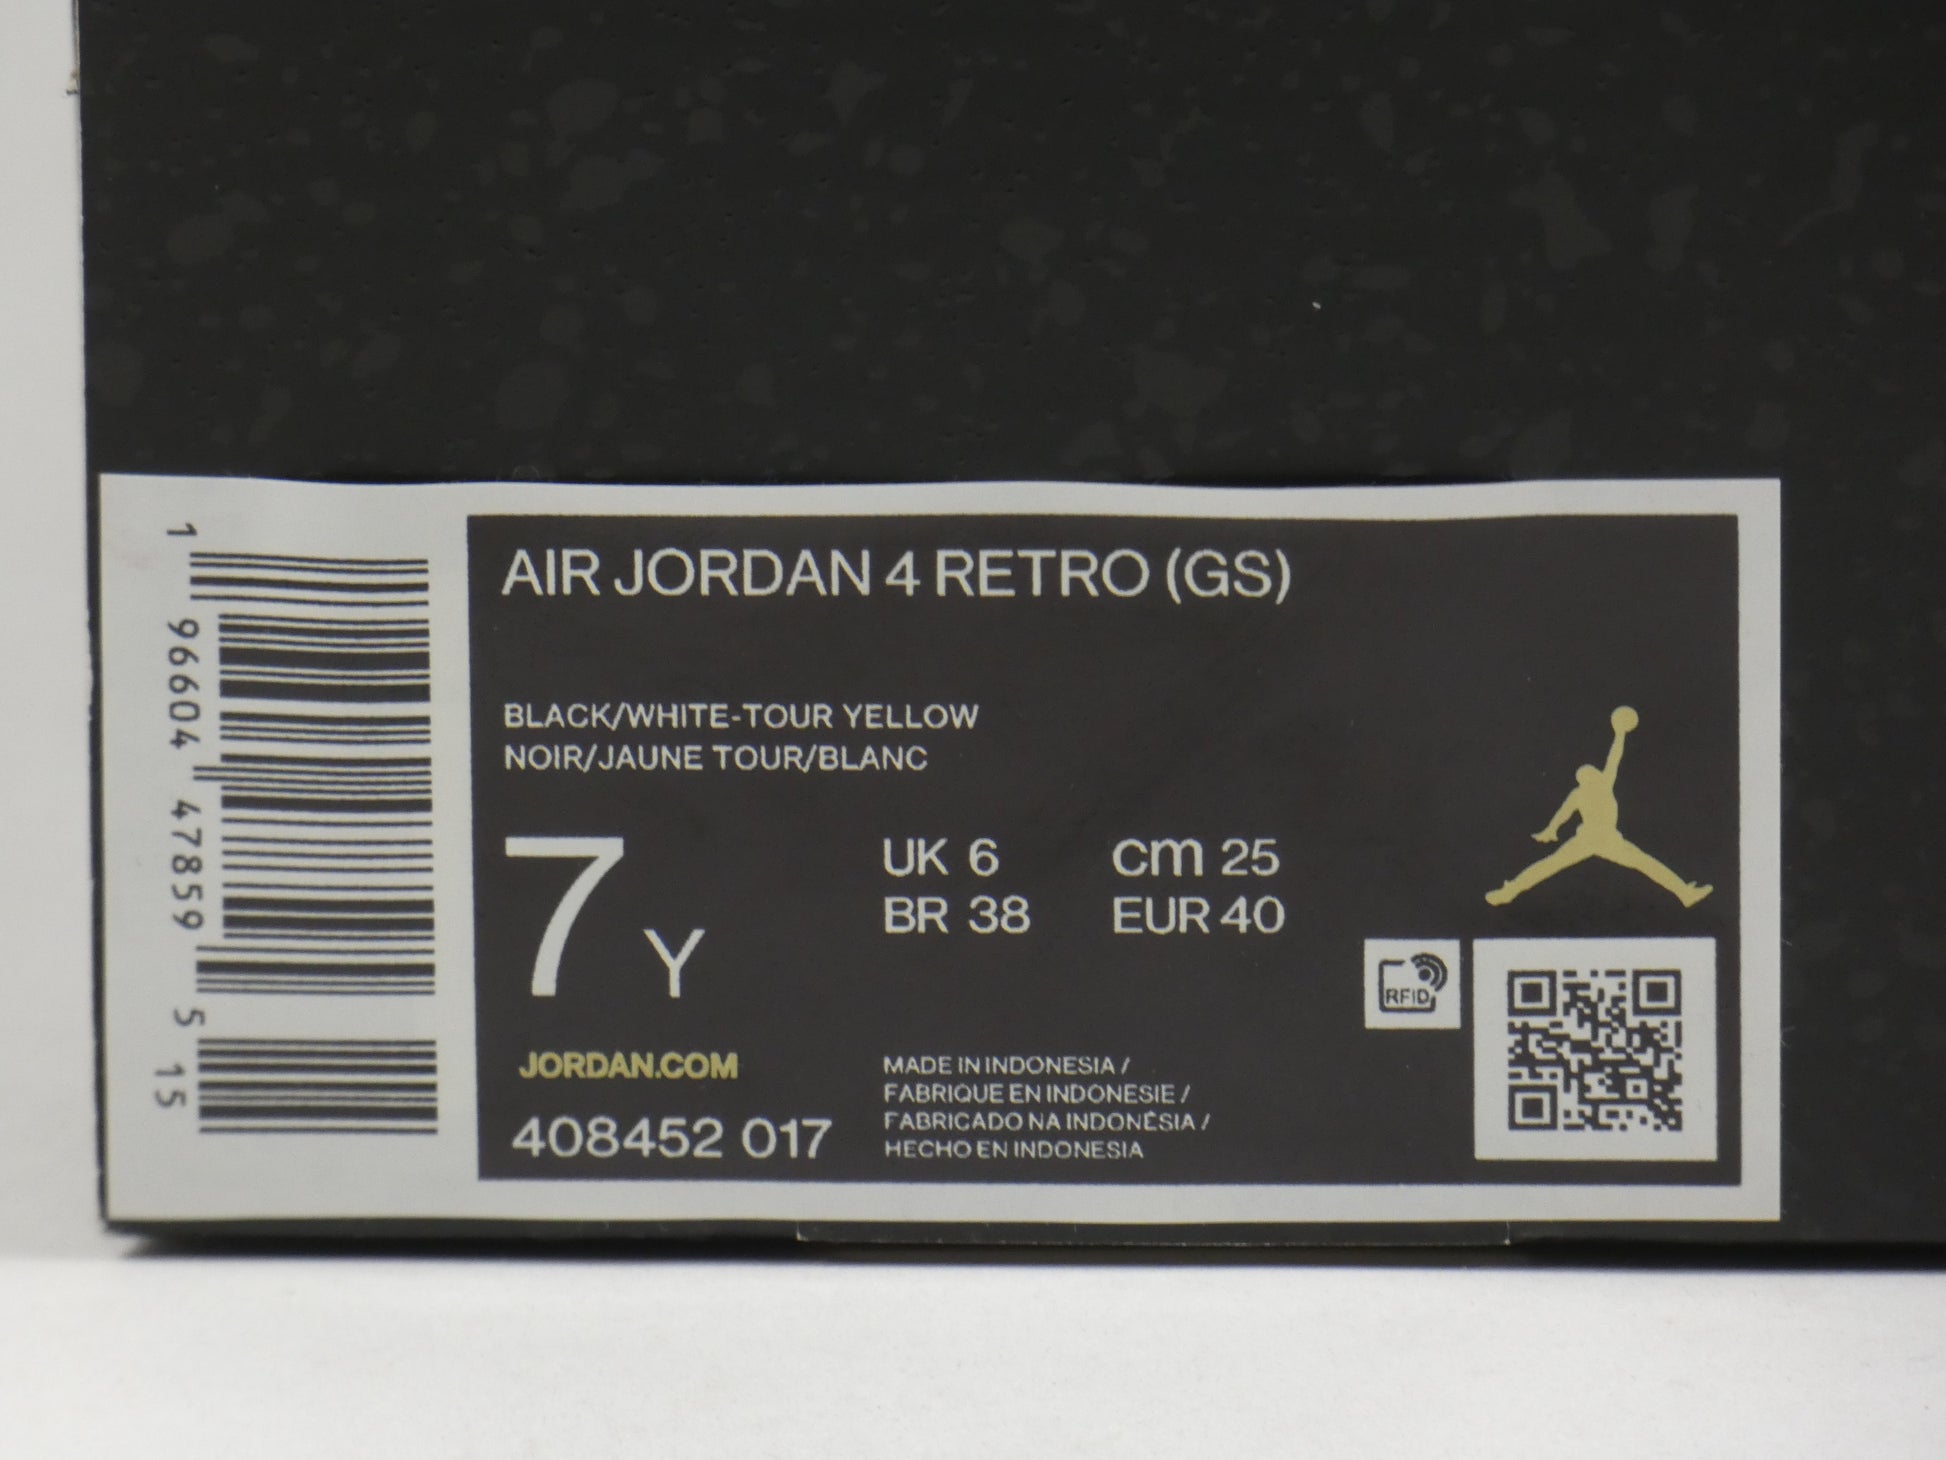 AIR JORDAN 4 RETRO (GS)
BLACK/WHITE-TOUR YELLOW
NOIR/JAUNE TOUR/BLANC
7 Y
UK 6 cm 25
BR 38 EUR 40
RFID
JORDAN.COM
408452 017
MADE IN INDONESIA /
FABRIQUE EN INDONESIE /
FABRICADO NA INDONÉSIA /
HECHO EN INDONESIA
1 96604 47859 5 15